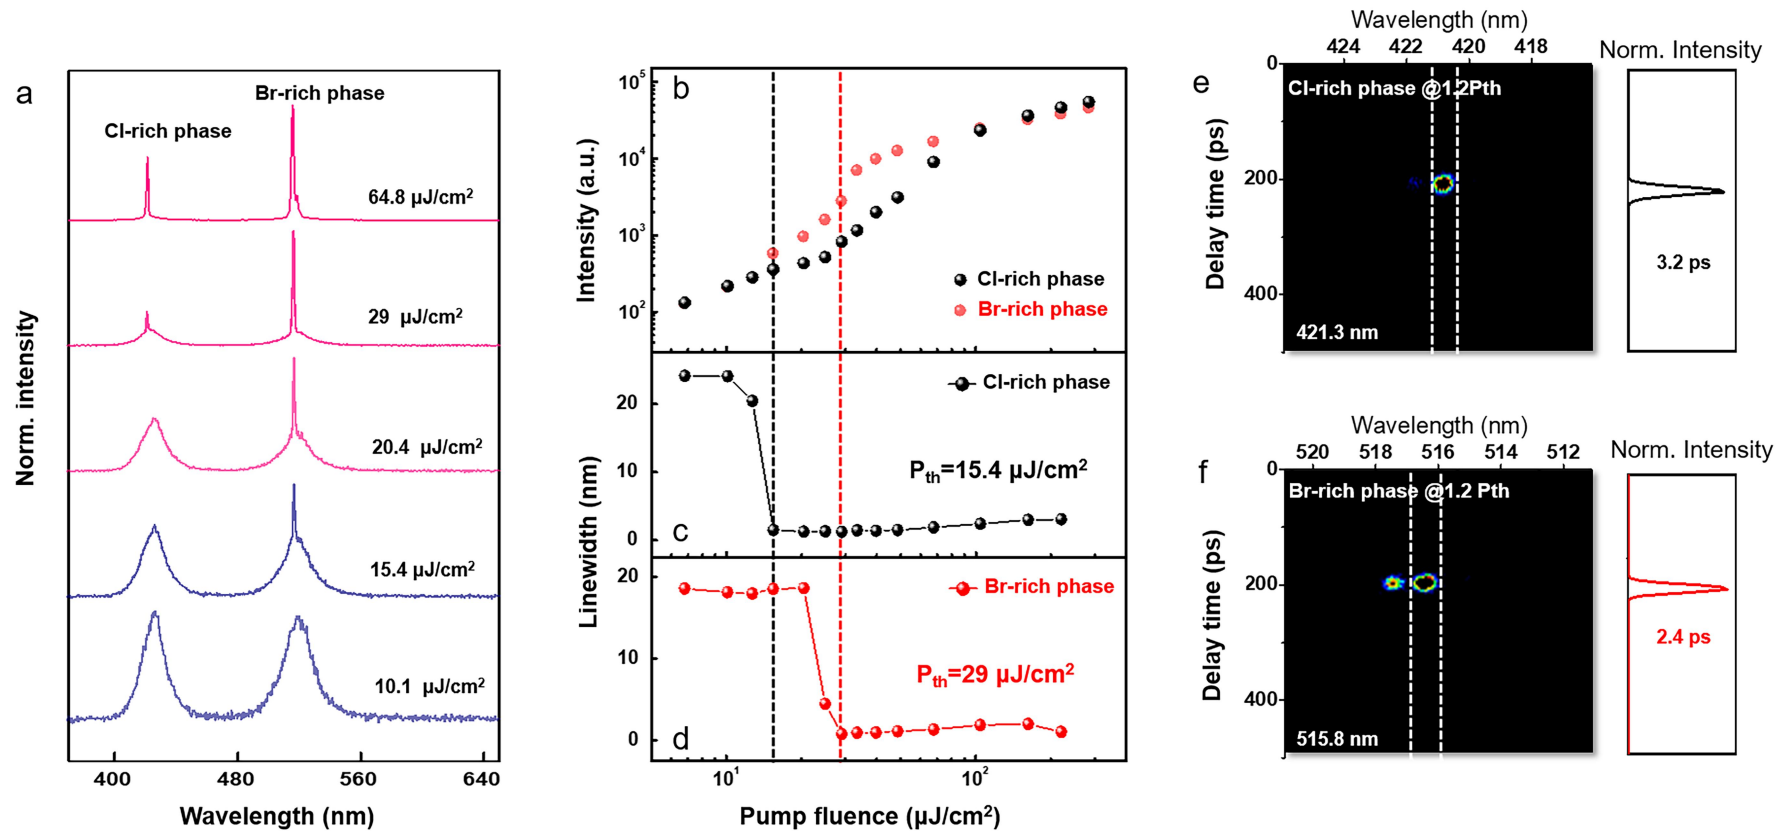 a
Cl-rich phase
Br-rich phase
64.8 µJ/cm²
29 µJ/cm²
20.4 µJ/cm²
15.4 µJ/cm²
10.1 µJ/cm²
Norm. intensity
400 480 560 640
Wavelength (nm)
b
10⁵
10⁴
10³
10²
Intensity (a.u.)
Cl-rich phase
Br-rich phase
Cl-rich phase
20
10
0
Pth=15.4 µJ/cm²
c
Linewidth (nm)
Br-rich phase
20
10
0
Pth=29 µJ/cm²
d
10¹ 10²
Pump fluence (µJ/cm²)
e
Wavelength (nm)
424 422 420 418
Norm. Intensity
0
200
400
Delay time (ps)
Cl-rich phase @1.2Pth
421.3 nm
3.2 ps
f
Wavelength (nm)
520 518 516 514 512
Norm. Intensity
0
200
400
Delay time (ps)
Br-rich phase @1.2 Pth
515.8 nm
2.4 ps